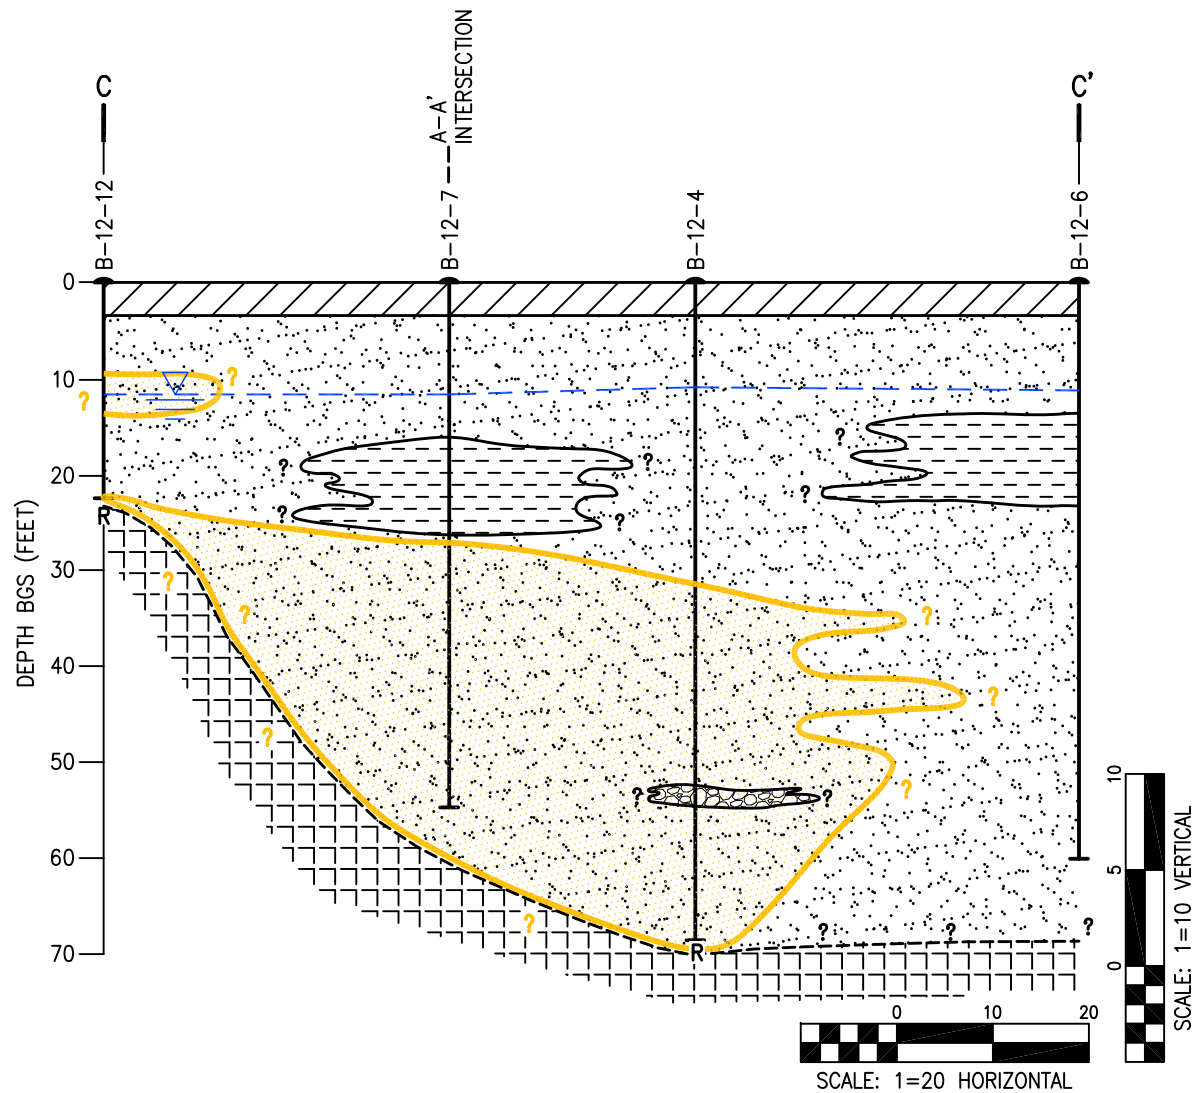 C
A-A'
INTERSECTION
C'
B-12-12
B-12-7
B-12-4
B-12-6
0
10
20
30
40
50
60
70
DEPTH BGS (FEET)
?
?
?
?
?
?
?
?
R
?
?
?
?
?
?
?
?
?
?
R
?
?
?
10
5
0
SCALE: 1=10 VERTICAL
0
10
20
SCALE: 1=20 HORIZONTAL